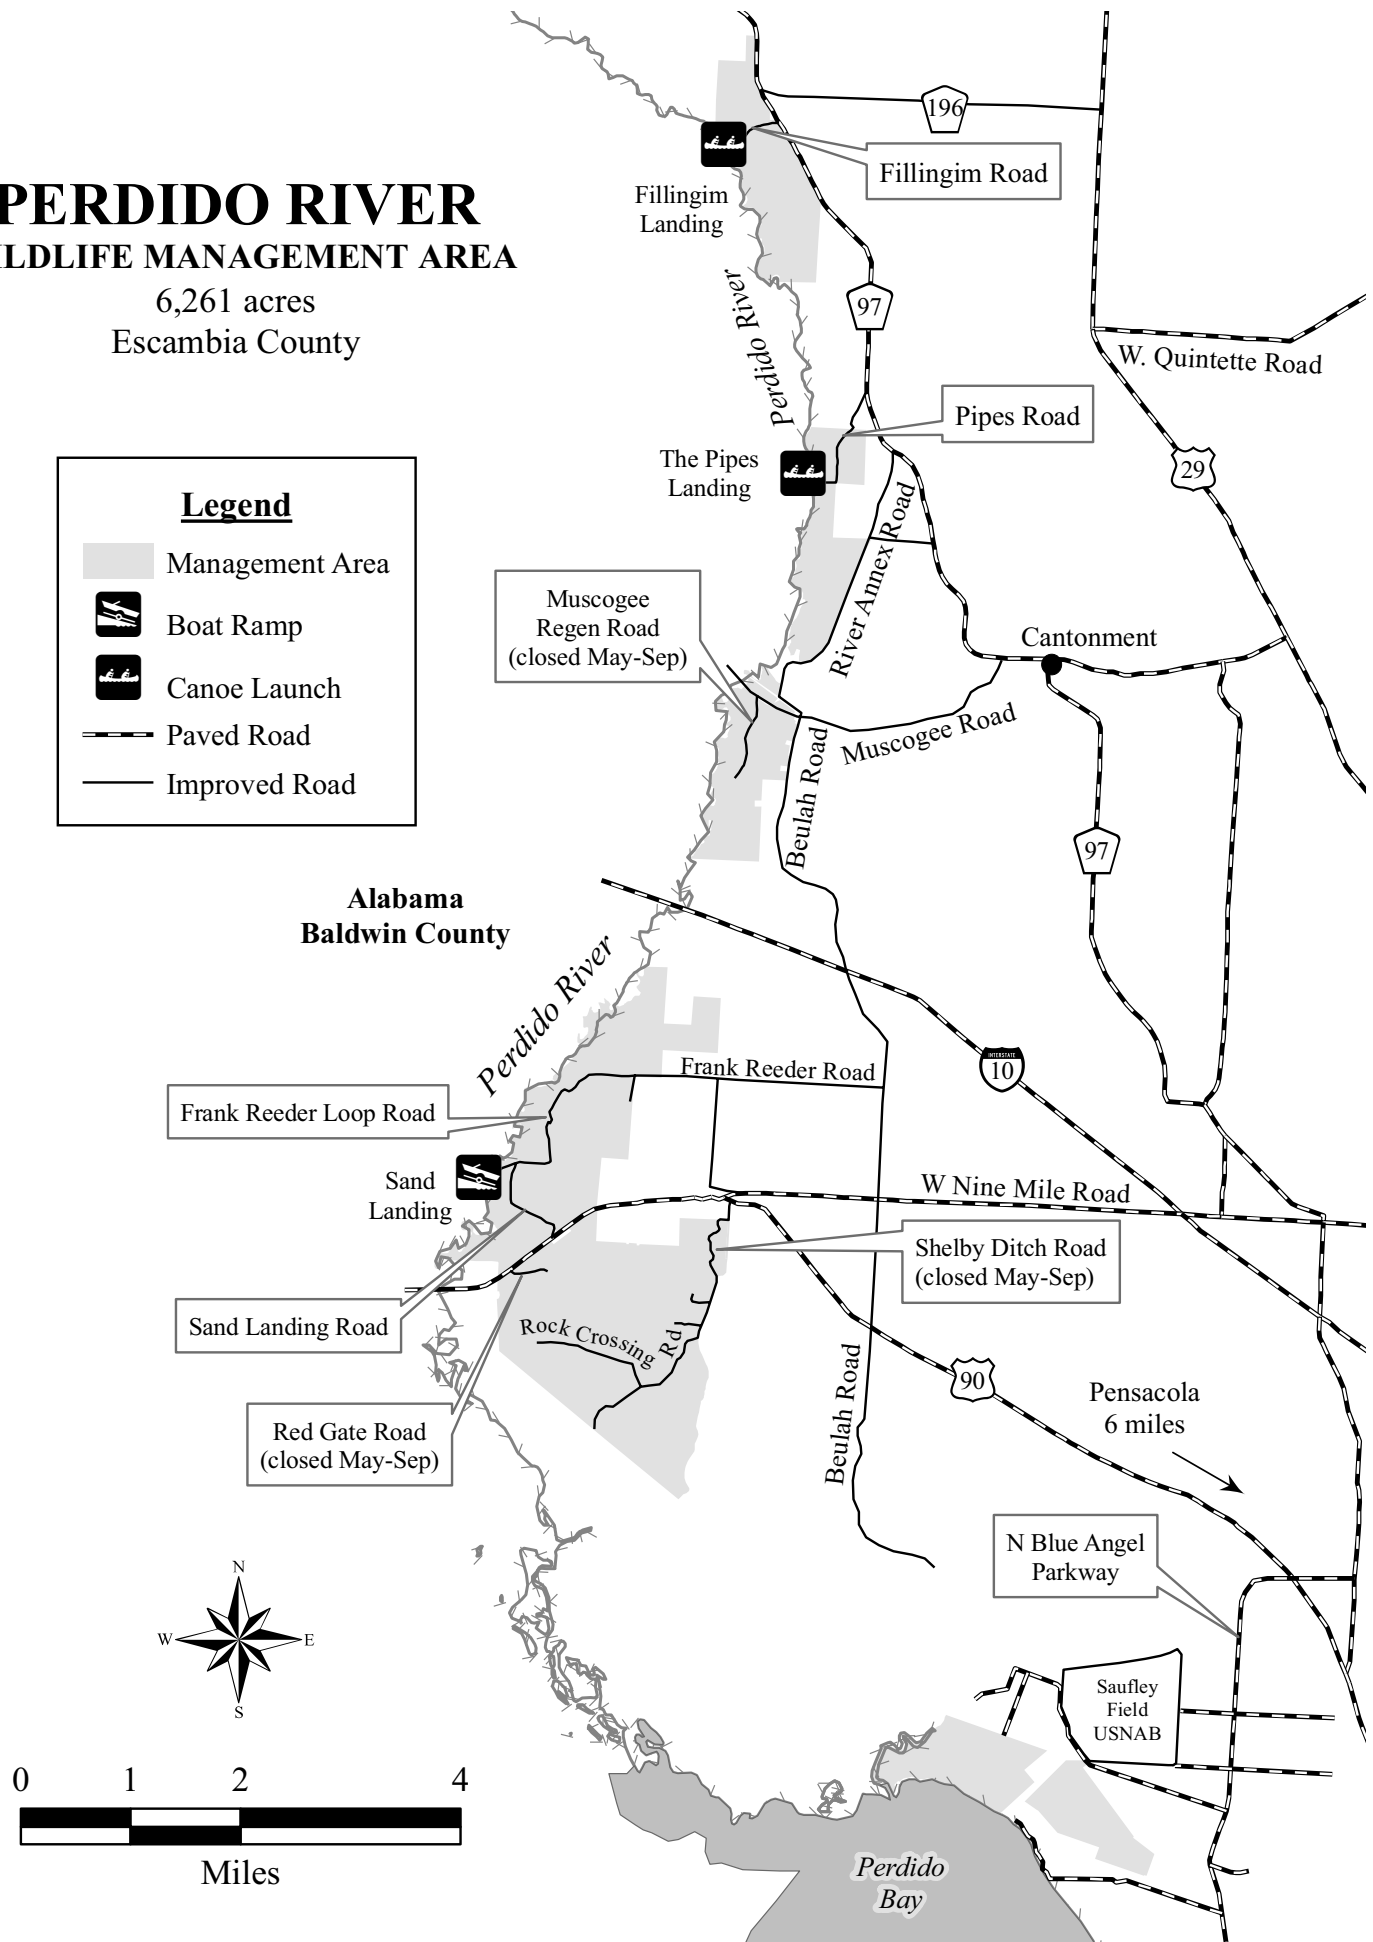 196
Fillingim Road
Fillingim
Landing
PERDIDO RIVER
ILDLIFE MANAGEMENT AREA
6,261 acres
Escambia County
Perdido River
97
W. Quintette Road
Pipes Road
The Pipes
Landing
29
Legend
Management Area
Boat Ramp
Canoe Launch
Paved Road
Improved Road
River Annex Road
Muscogee
Regen Road
(closed May-Sep)
Cantonment
Muscogee Road
Beulah Road
97
Alabama
Baldwin County
Perdido River
INTERSTATE
10
Frank Reeder Road
Frank Reeder Loop Road
Sand
Landing
W Nine Mile Road
Shelby Ditch Road
(closed May-Sep)
Sand Landing Road
Rock Crossing
Rd
Beulah Road
90
Pensacola
6 miles
Red Gate Road
(closed May-Sep)
N Blue Angel
Parkway
N
W
E
S
Saufley
Field
USNAB
0 1 2 4
Miles
Perdido
Bay